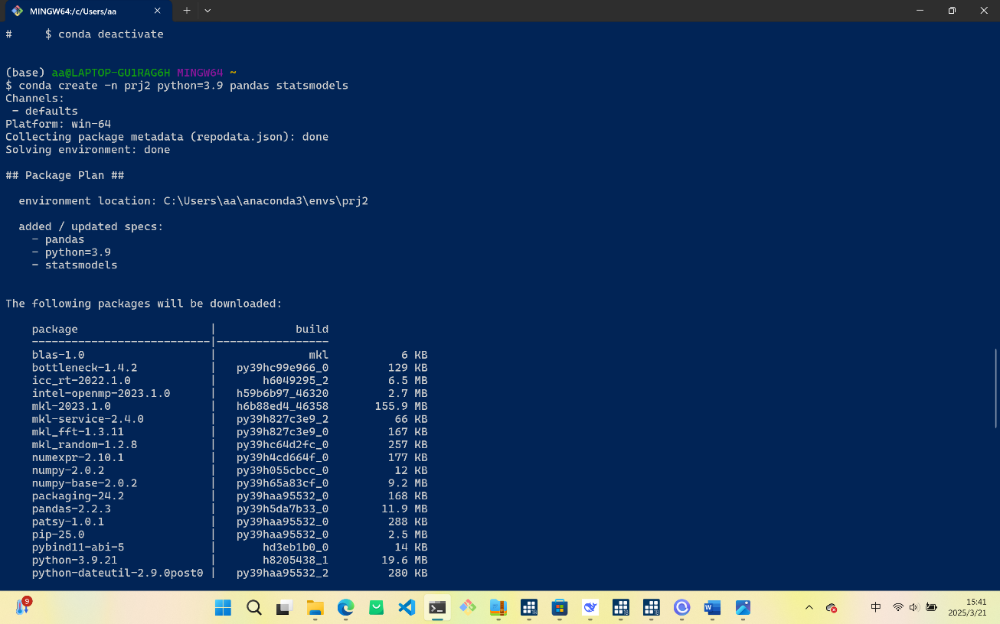 MINGW64:/c/Users/aa
#     $ conda deactivate
(base) aa@LAPTOP-GU1RAG6H MINGW64 ~
$ conda create -n prj2 python=3.9 pandas statsmodels
Channels:
 - defaults
Platform: win-64
Collecting package metadata (repodata.json): done
Solving environment: done
## Package Plan ##
  environment location: C:\Users\aa\anaconda3\envs\prj2
  added / updated specs:
    - pandas
    - python=3.9
    - statsmodels
The following packages will be downloaded:
    package                    |            build
    ---------------------------|-----------------
    blas-1.0                   |              mkl           6 KB
    bottleneck-1.4.2           |   py39hc99e966_0         129 KB
    icc_rt-2022.1.0            |       h6049295_2         6.5 MB
    intel-openmp-2023.1.0      |   h59b6b97_46320         2.7 MB
    mkl-2023.1.0               |   h6b88ed4_46358       155.9 MB
    mkl-service-2.4.0          |   py39h827c3e9_2          66 KB
    mkl_fft-1.3.11             |   py39h827c3e9_0         167 KB
    mkl_random-1.2.8           |   py39hc64d2fc_0         257 KB
    numexpr-2.10.1             |   py39h4cd664f_0         177 KB
    numpy-2.0.2                |   py39h055cbcc_0          12 KB
    numpy-base-2.0.2           |   py39h65a83cf_0         9.2 MB
    packaging-24.2             |   py39haa95532_0         168 KB
    pandas-2.2.3               |   py39h5da7b33_0        11.9 MB
    patsy-1.0.1                |   py39haa95532_0         288 KB
    pip-25.0                   |   py39haa95532_0         2.5 MB
    pybind11-abi-5             |       hd3eb1b0_0          14 KB
    python-3.9.21              |       h8205438_1        19.6 MB
    python-dateutil-2.9.0post0 |   py39haa95532_2         280 KB
9
18
18
18
W
中
15:41
2025/3/21